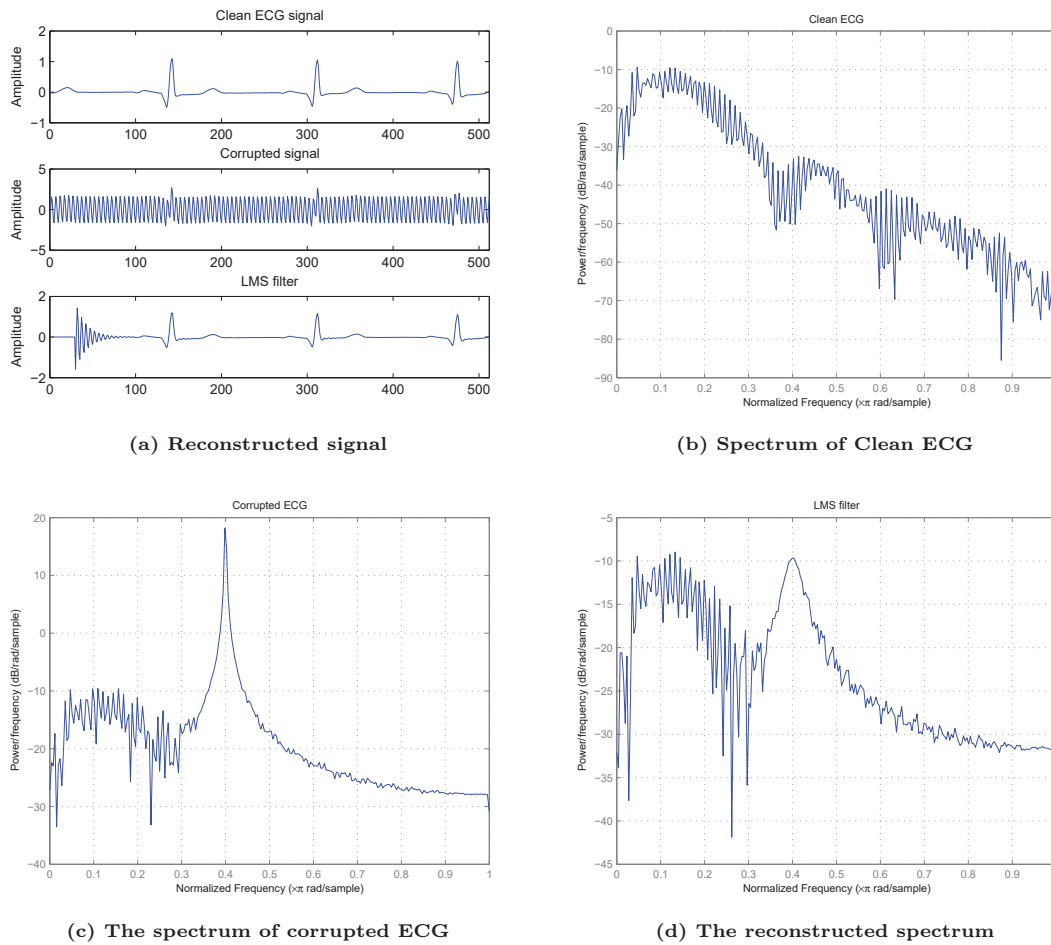 Clean ECG signal
Amplitude
2
1
0
−1
0 100 200 300 400 500
Corrupted signal
Amplitude
5
0
−5
0 100 200 300 400 500
LMS filter
Amplitude
2
0
−2
0 100 200 300 400 500
(a) Reconstructed signal
Clean ECG
Power/frequency (dB/rad/sample)
0
−10
−20
−30
−40
−50
−60
−70
−80
−90
0 0.1 0.2 0.3 0.4 0.5 0.6 0.7 0.8 0.9
Normalized Frequency (×π rad/sample)
(b) Spectrum of Clean ECG
Corrupted ECG
Power/frequency (dB/rad/sample)
20
10
0
−10
−20
−30
−40
0 0.1 0.2 0.3 0.4 0.5 0.6 0.7 0.8 0.9 1
Normalized Frequency (×π rad/sample)
(c) The spectrum of corrupted ECG
LMS filter
Power/frequency (dB/rad/sample)
−5
−10
−15
−20
−25
−30
−35
−40
−45
0 0.1 0.2 0.3 0.4 0.5 0.6 0.7 0.8 0.9
Normalized Frequency (×π rad/sample)
(d) The reconstructed spectrum